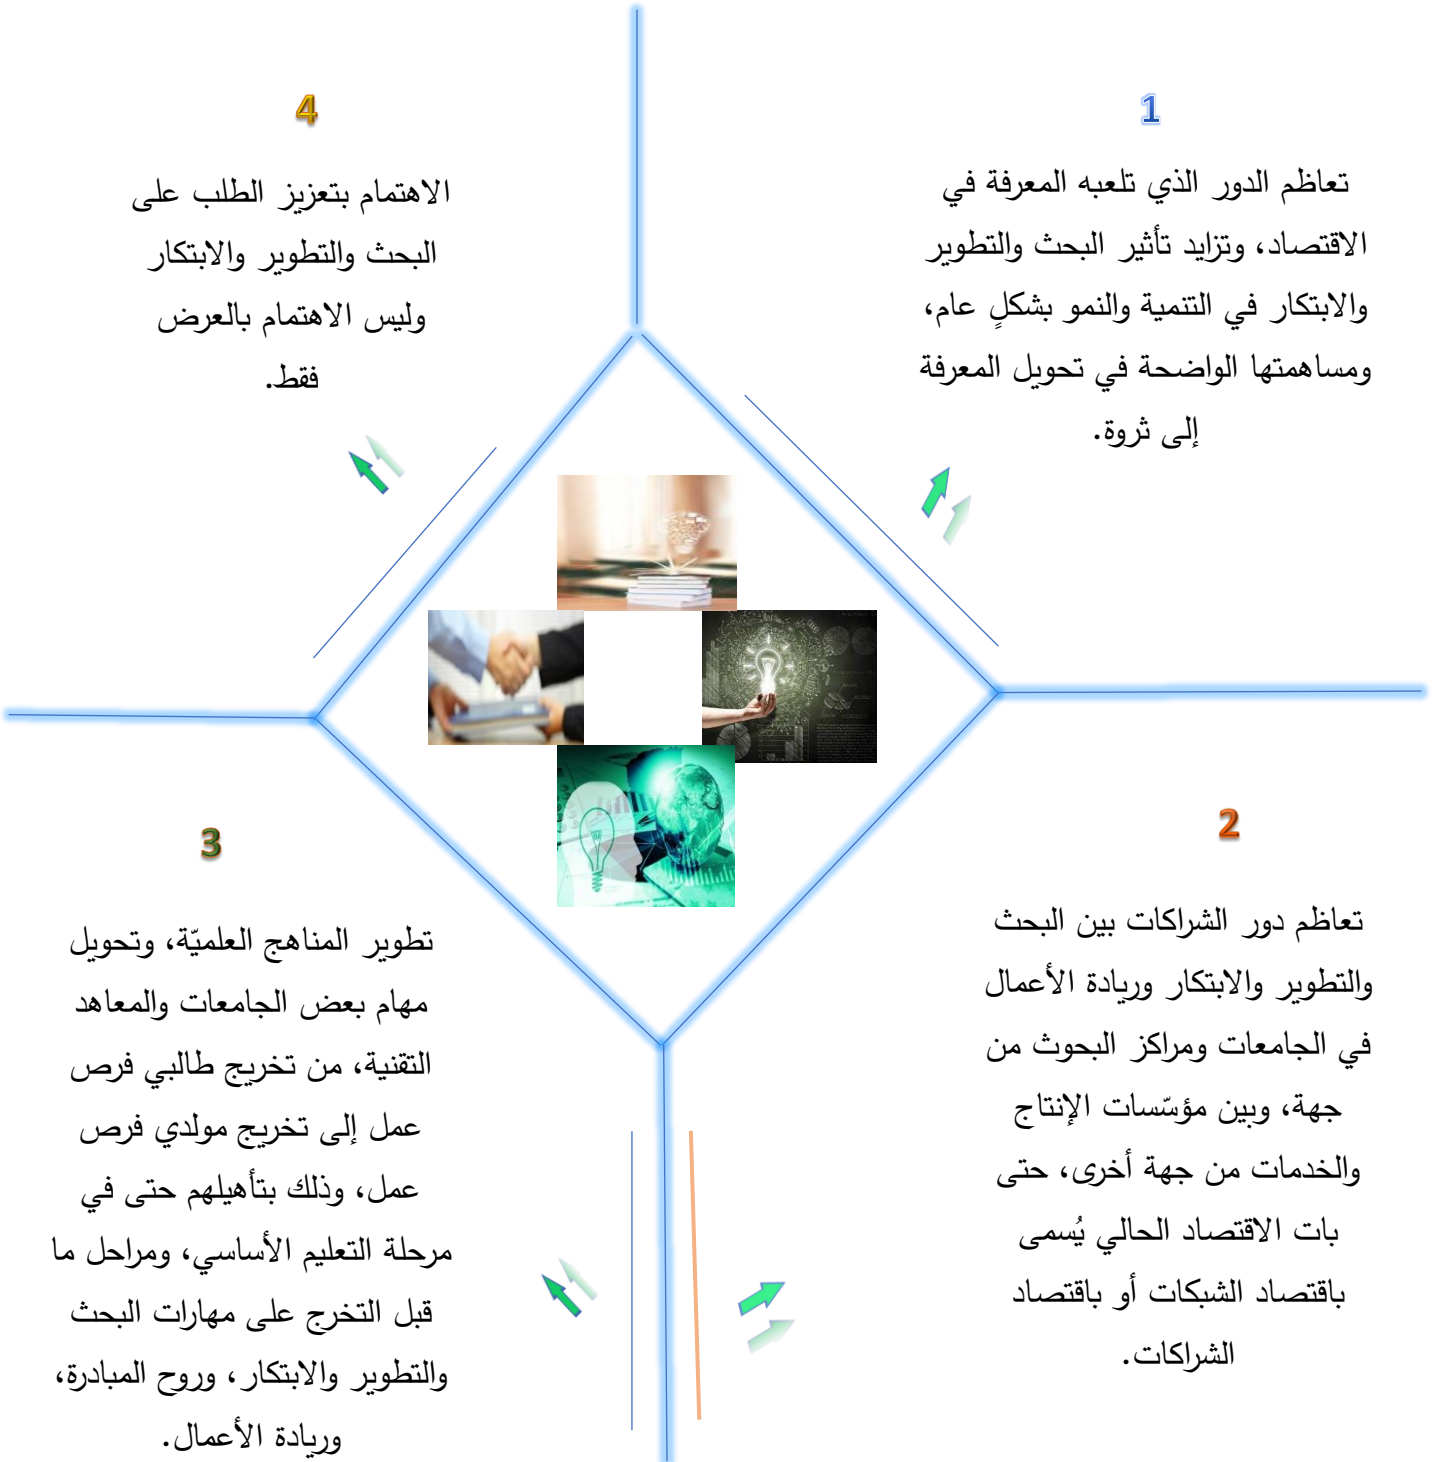 1
تعاظم الدور الذي تلعبه المعرفة في
الاقتصاد، وتزايد تأثير البحث والتطوير
والابتكار في التنمية والنمو بشكلٍ عام،
ومساهمتها الواضحة في تحويل المعرفة
إلى ثروة.
2
تعاظم دور الشراكات بين البحث
والتطوير والابتكار وريادة الأعمال
في الجامعات ومراكز البحوث من
جهة، وبين مؤسّسات الإنتاج
والخدمات من جهة أخرى، حتى
بات الاقتصاد الحالي يُسمى
باقتصاد الشبكات أو باقتصاد
الشراكات.
3
تطوير المناهج العلميّة، وتحويل
مهام بعض الجامعات والمعاهد
التقنية، من تخريج طالبي فرص
عمل إلى تخريج مولدي فرص
عمل، وذلك بتأهيلهم حتى في
مرحلة التعليم الأساسي، ومراحل ما
قبل التخرج على مهارات البحث
والتطوير والابتكار، وروح المبادرة،
وريادة الأعمال.
4
الاهتمام بتعزيز الطلب على
البحث والتطوير والابتكار
وليس الاهتمام بالعرض
فقط.